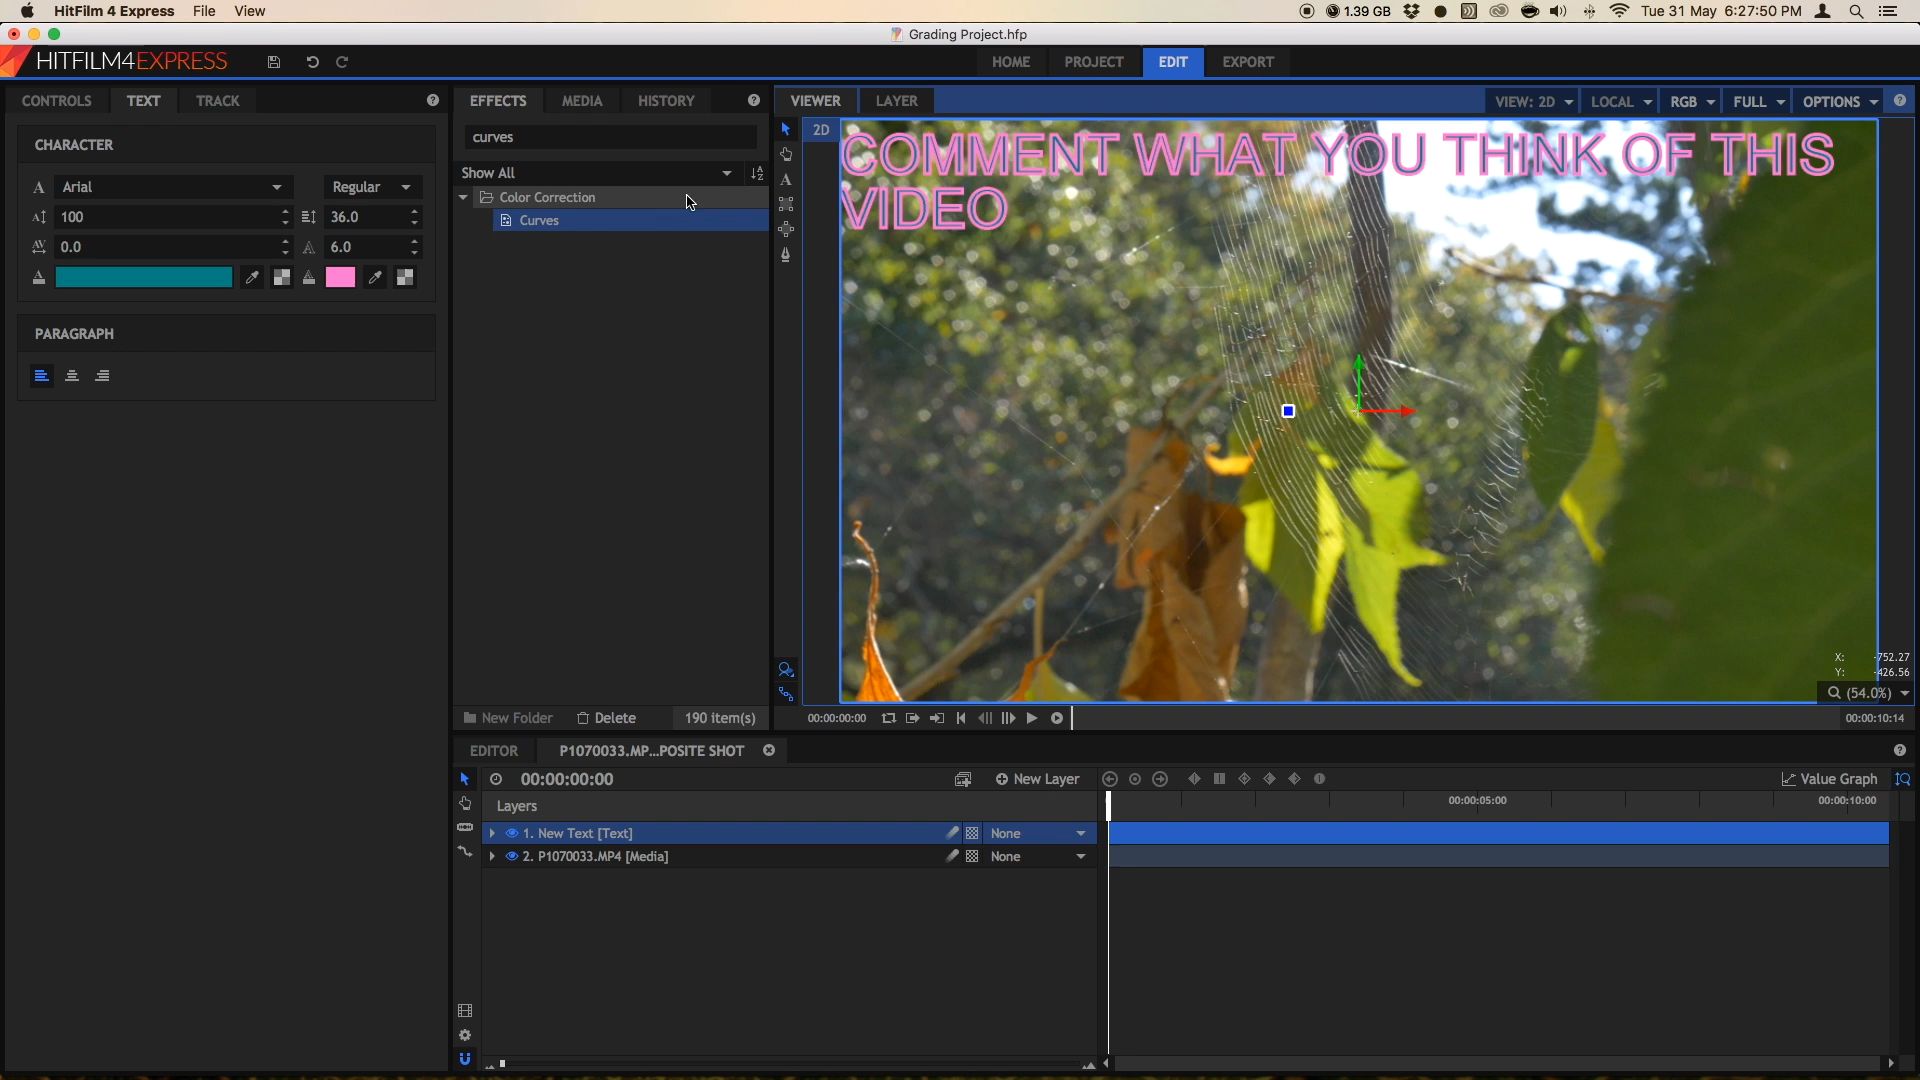 HitFilm 4 Express File View 1.39 GB Tue 31 May 6:27:50 PM
Grading Project.hfp
HITFILM4EXPRESS HOME PROJECT EDIT EXPORT
CONTROLS TEXT TRACK
CHARACTER
Arial Regular
100 36.0
0.0 6.0
PARAGRAPH
EFFECTS MEDIA HISTORY
curves
Show All
Color Correction
Curves
New Folder Delete 190 item(s)
VIEWER LAYER VIEW: 2D LOCAL RGB FULL OPTIONS
2D
COMMENT WHAT YOU THINK OF THIS
VIDEO
X: -752.27
Y: -426.56
(54.0%)
00:00:00:00 00:00:10:14
EDITOR P1070033.MP...POSITE SHOT
00:00:00:00 New Layer Value Graph
Layers 00:00:05:00 00:00:10:00
1. New Text [Text] None
2. P1070033.MP4 [Media] None